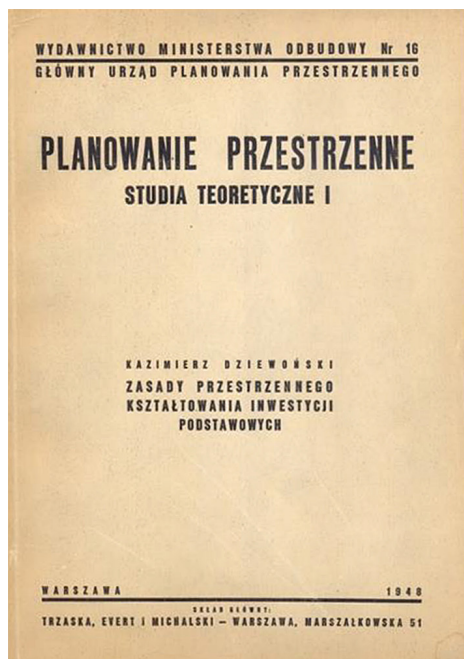 WYDAWNICTWO MINISTERSTWA ODBUDOWY Nr 16
GŁÓWNY URZĄD PLANOWANIA PRZESTRZENNEGO
PLANOWANIE PRZESTRZENNE
STUDIA TEORETYCZNE I
KAZIMIERZ DZIEWOŃSKI
ZASADY PRZESTRZENNEGO
KSZTAŁTOWANIA INWESTYCJI
PODSTAWOWYCH
WARSZAWA 1948
SKŁAD GŁÓWNY:
TRZASKA, EVERT I MICHALSKI – WARSZAWA, MARSZAŁKOWSKA 51